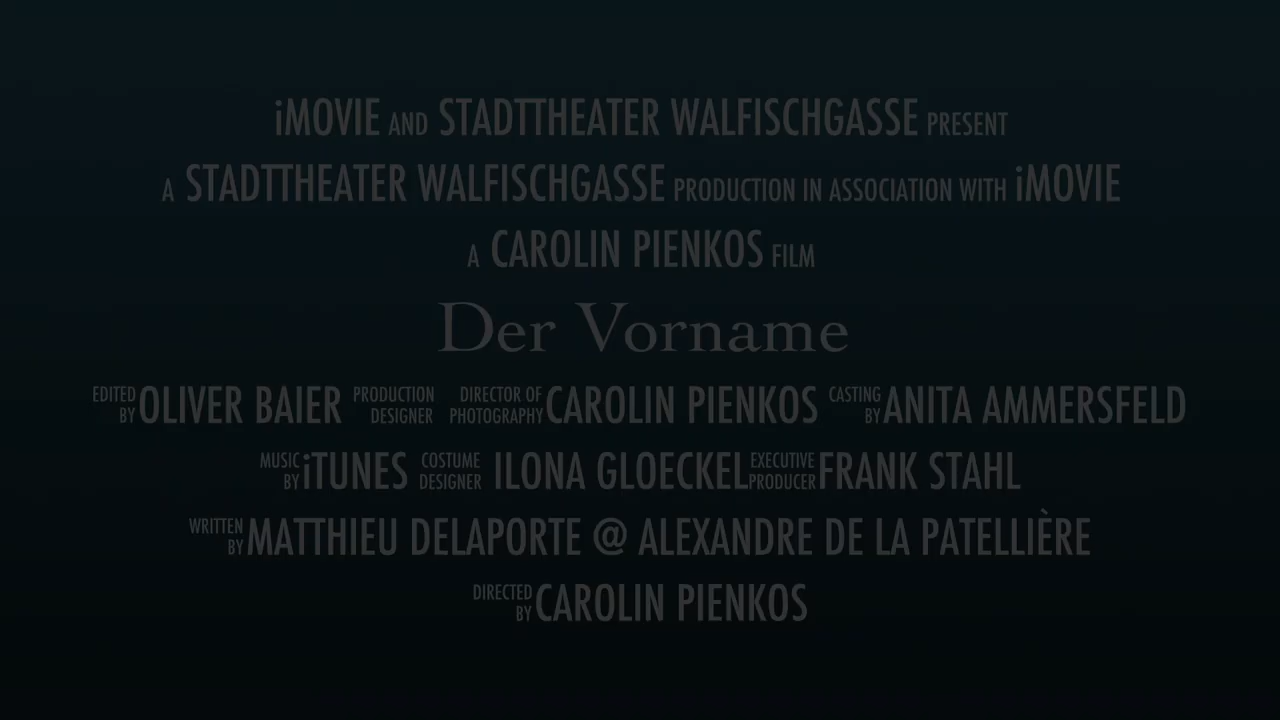 iMOVIE AND STADTTHEATER WALFISCHGASSE PRESENT
A STADTTHEATER WALFISCHGASSE PRODUCTION IN ASSOCIATION WITH iMOVIE
A CAROLIN PIENKOS FILM
Der Vorname
EDITED BY OLIVER BAIER PRODUCTION DESIGNER DIRECTOR OF PHOTOGRAPHY CAROLIN PIENKOS CASTING BY ANITA AMMERSFELD
MUSIC BY iTUNES COSTUME DESIGNER ILONA GLOECKEL EXECUTIVE PRODUCER FRANK STAHL
WRITTEN BY MATTHIEU DELAPORTE @ ALEXANDRE DE LA PATELLIÈRE
DIRECTED BY CAROLIN PIENKOS